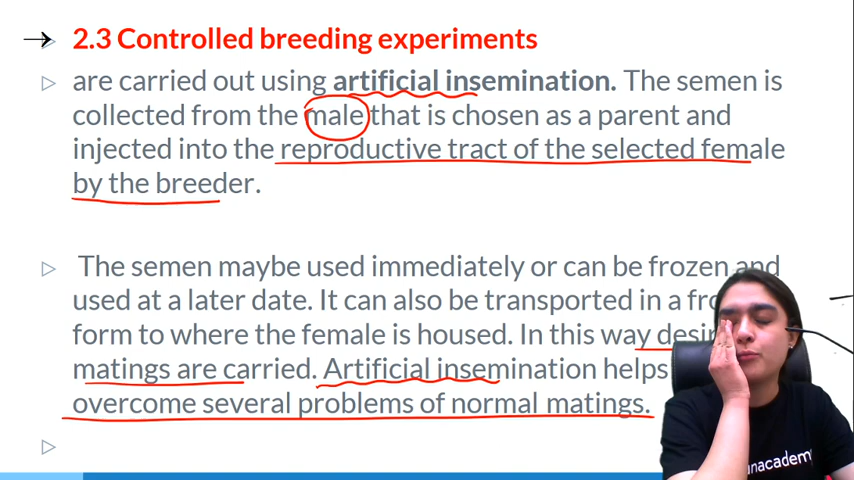 2.3 Controlled breeding experiments
are carried out using artificial insemination. The semen is
collected from the male that is chosen as a parent and
injected into the reproductive tract of the selected female
by the breeder.
The semen maybe used immediately or can be frozen and
used at a later date. It can also be transported in a
form to where the female is housed. In this way
matings are carried. Artificial insemination helps
overcome several problems of normal matings.